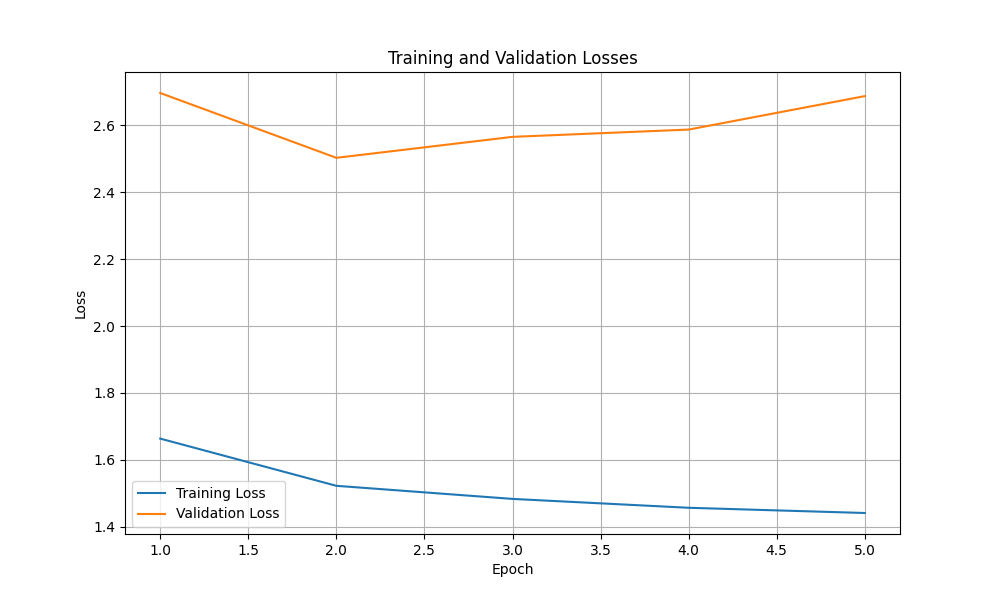 Training and Validation Losses
Loss
2.6
2.4
2.2
2.0
1.8
1.6
1.4
Training Loss
Validation Loss
1.0 1.5 2.0 2.5 3.0 3.5 4.0 4.5 5.0
Epoch